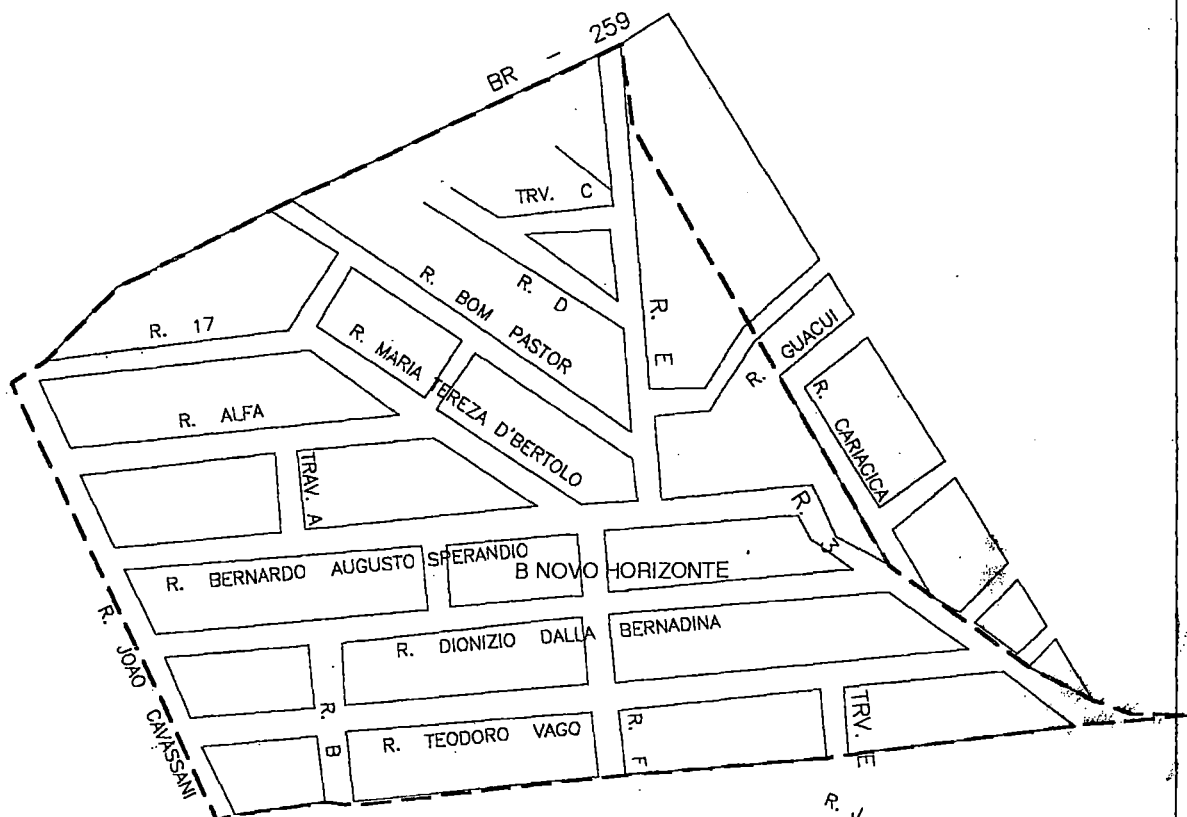 BR - 259
TRV. C
R. D
R. BOM PASTOR
R. E
R. 17
R. MARIA TEREZA D'BERTOLO
R. GUACUI
R. CARIACICA
R. ALFA
TRAV. A
R. 3
R. BERNARDO AUGUSTO SPERANDIO
B NOVO HORIZONTE
R. DIONIZIO DALLA BERNADINA
R. JOAO CAVASSANI
R. B
R. TEODORO VAGO
R. F
TRV. E
R.